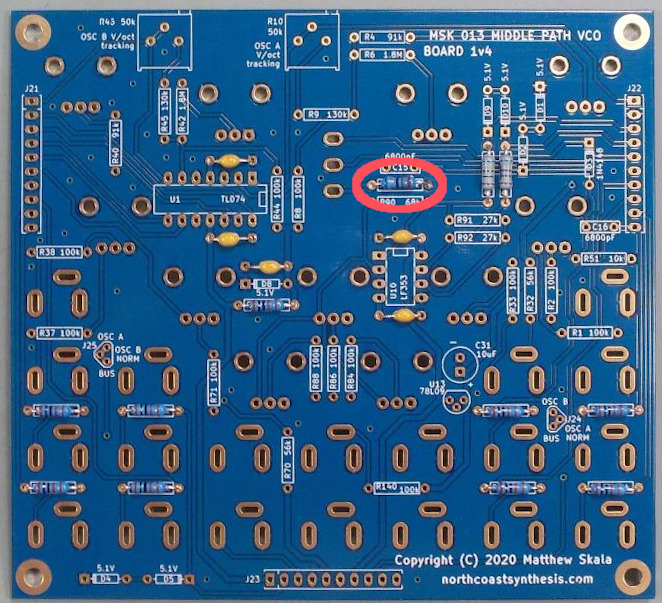 R43 50k
OSC B V/oct
tracking
R10
50k
OSC A
V/oct
tracking
R4 91k
R6 1.8M
MSK 013 MIDDLE PATH VCO
BOARD 1v4
5.1V
5.1V
5.1V
5.1V
D9
D10
D1
J21
J22
R45 130k
R42 1.8M
R9 130k
R40 91k
6800pF
C15
R90 68k
1N4148
U1 TL074
R44 100k
R8 100k
R91 27k
R92 27k
C16
6800pF
R38 100k
D8
5.1V
U10
LF353
R33 100k
R32 56k
R2 100k
R51 10k
R37 100k
R1 100k
OSC A
J25
OSC B
NORM
BUS
R71 100k
R88 100k
R86 100k
R84 100k
C31
10uF
U13
78L09
OSC B
J24
OSC A
NORM
BUS
R70 56k
R140 100k
Copyright (C) 2020 Matthew Skala
northcoastsynthesis.com
5.1V
D4
5.1V
D5
J23